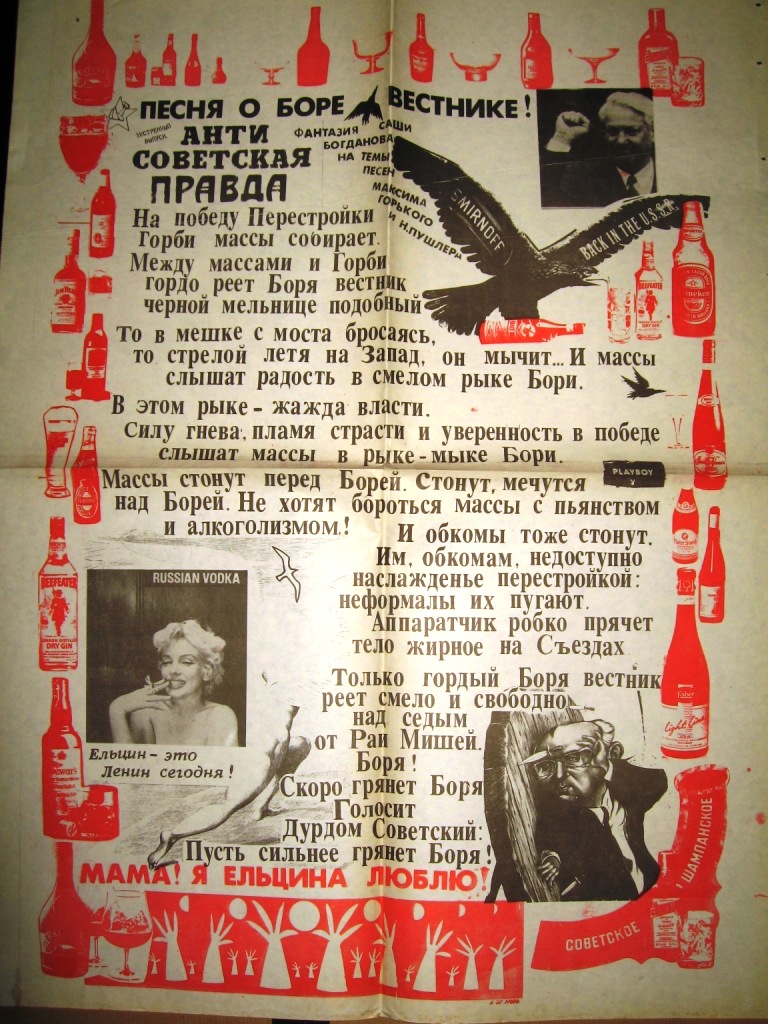 ПЕСНЯ О БОРЕ ВЕСТНИКЕ!
ЭКСТРЕННЫЙ
ВЫПУСК
АНТИ
СОВЕТСКАЯ
ПРАВДА
ФАНТАЗИЯ САШИ
БОГДАНОВА
НА ТЕМЫ
ПЕСЕН
МАКСИМА
ГОРЬКОГО
И Н.ПУШЛЕРА
SMIRNOFF
BACK IN THE U.S.S.R.
На победу Перестройки
Горби массы собирает.
Между массами и Горби
гордо реет Боря вестник
черной мельнице подобный
То в мешке с моста бросаясь,
то стрелой летя на Запад, он мычит... И массы
слышат радость в смелом рыке Бори.
В этом рыке - жажда власти.
Силу гнева, пламя страсти и уверенность в победе
слышат массы в рыке-мыке Бори.
PLAYBOY
Массы стонут перед Борей. Стонут, мечутся
над Борей. Не хотят бороться массы с пьянством
и алкоголизмом!
И обкомы тоже стонут.
Им, обкомам, недоступно
наслажденье перестройкой:
неформалы их пугают.
Аппаратчик робко прячет
тело жирное на Съездах
RUSSIAN VODKA
Ельцин - это
Ленин сегодня!
Только гордый Боря вестник
реет смело и свободно
над седым
от Раи Мишей.
Боря!
Скоро грянет Боря
Голосит
Дурдом Советский:
Пусть сильнее грянет Боря!
МАМА! Я ЕЛЬЦИНА ЛЮБЛЮ!
СОВЕТСКОЕ
ШАМПАНСКОЕ
BEEFEATER
DRY GIN
BEEFEATER
DRY GIN